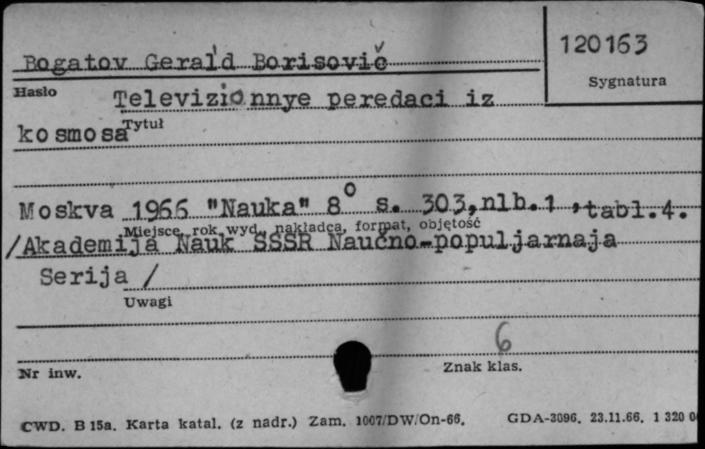 120163
Bogatov Gerald Borisovič
Sygnatura
Hasło
Televizionnye peredaci iz
Tytuł
kosmosa
Moskva 1966 "Nauka" 8° s. 303, nlb.1, tabl.4.
Miejsce, rok wyd., nakładca, format, objętość
/Akademija Nauk SSSR Naučno-populjarnaja
Serija /
Uwagi
6
Nr inw.
Znak klas.
CWD. B 15a. Karta katal. (z nadr.) Zam. 1007/DW/On-66. GDA-3096. 23.11.66. 1 320 0